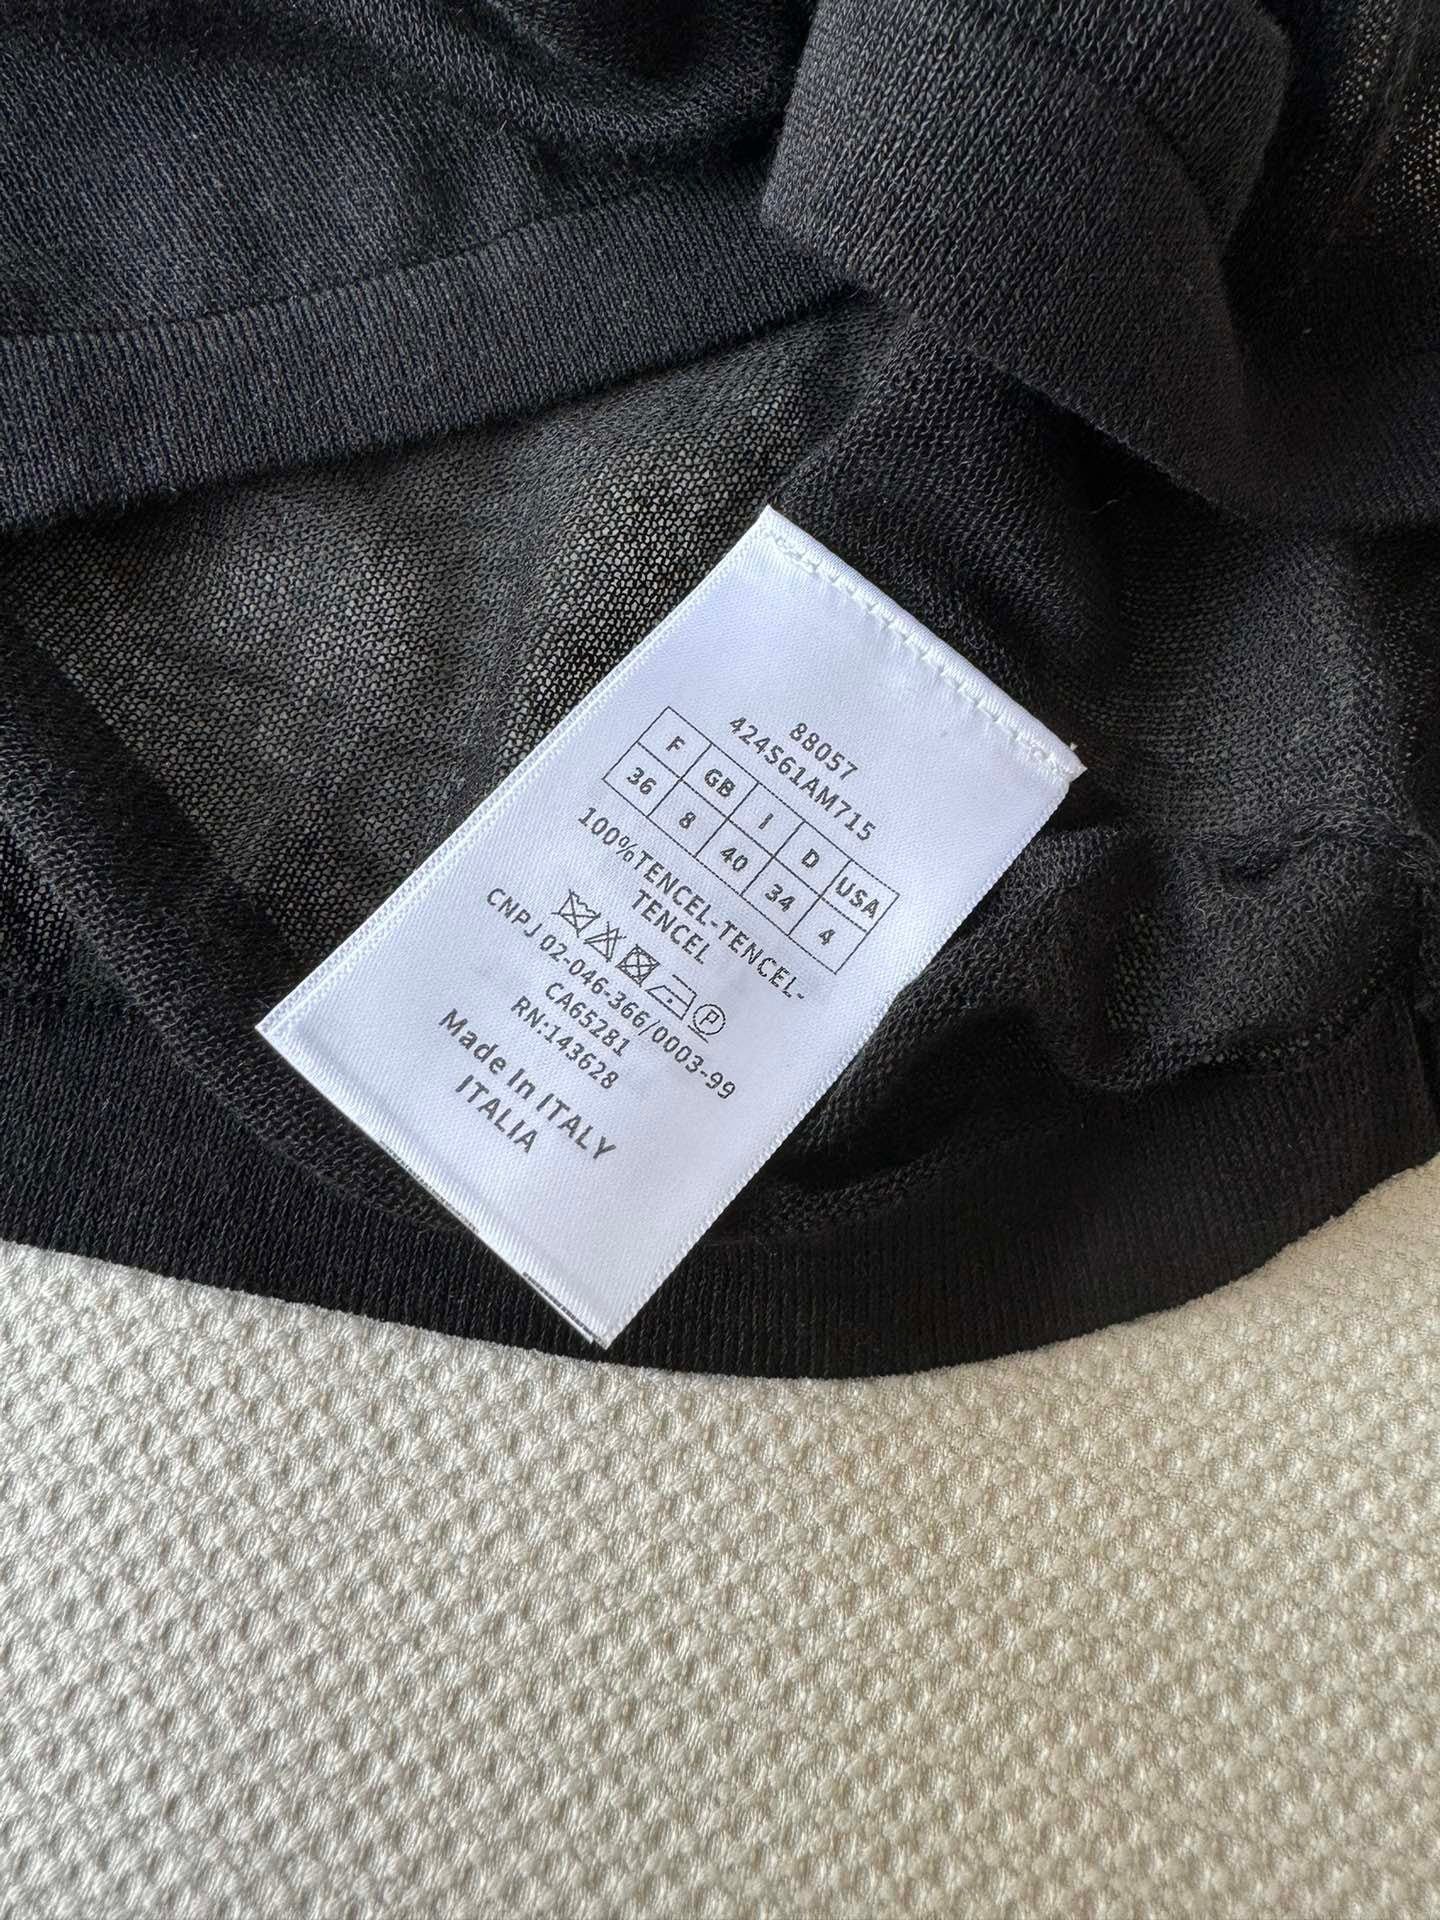 88057
424S61AM715
F GB I D USA
36 8 40 34 4
100%TENCEL-TENCEL-
TENCEL
P
CNPJ 02-046-366/0003-99
CA65281
RN:143628
Made In ITALY
ITALIA